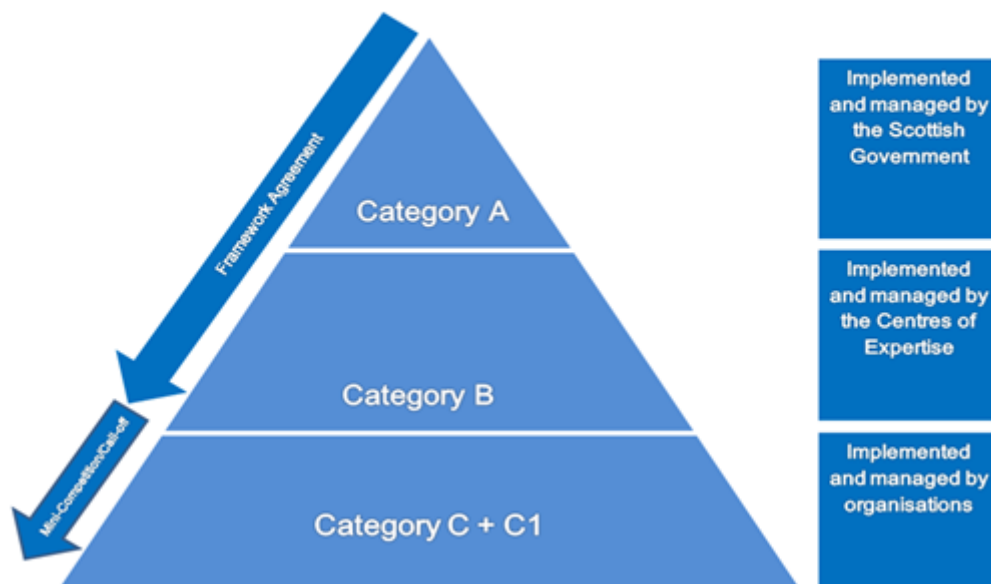 Framework Agreement
Mini-Competition/Call-off
Category A
Category B
Category C + C1
Implemented
and managed by
the Scottish
Government
Implemented
and managed by
the Centres of
Expertise
Implemented
and managed by
organisations